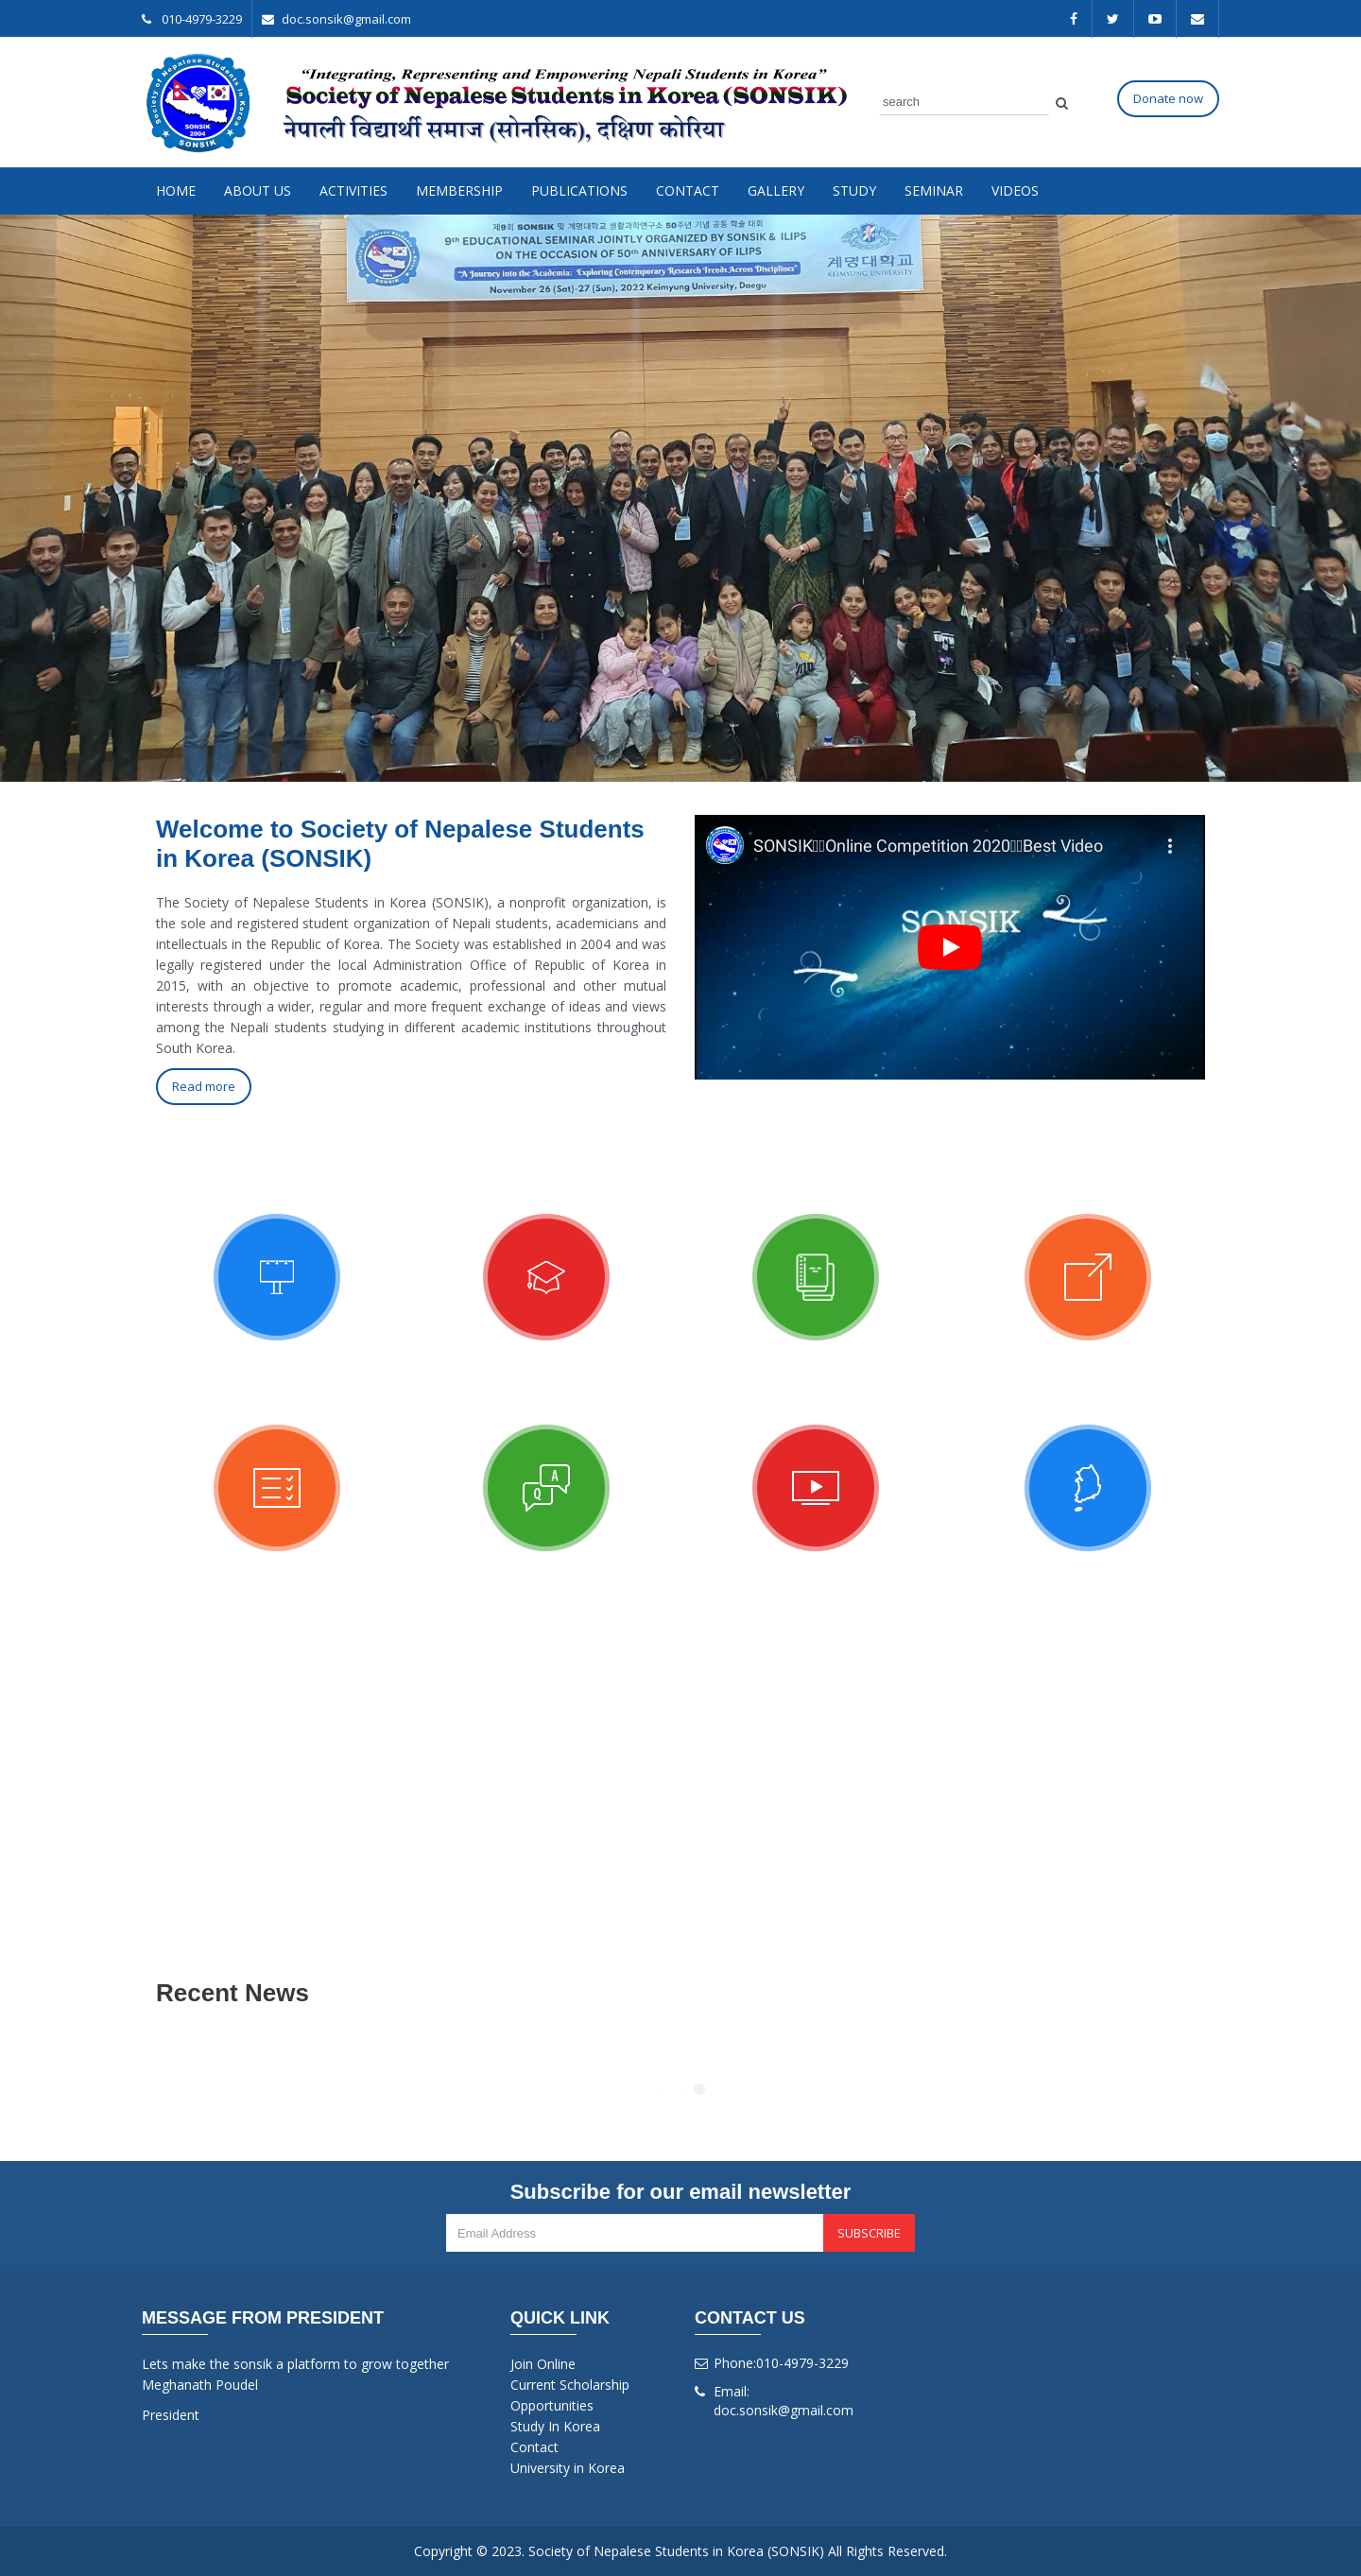 010-4979-3229
doc.sonsik@gmail.com
Society of Nepalese Students in Korea
SONSIK
2004
SONSIK
“Integrating, Representing and Empowering Nepali Students in Korea”
Society of Nepalese Students in Korea (SONSIK)
नेपाली विद्यार्थी समाज (सोनसिक), दक्षिण कोरिया
search
Donate now
HOME ABOUT US ACTIVITIES MEMBERSHIP PUBLICATIONS CONTACT GALLERY STUDY SEMINAR VIDEOS
제9회 SONSIK 및 계명대학교 생활과학연구소 50주년 기념 공동 학술 대회
9th EDUCATIONAL SEMINAR JOINTLY ORGANIZED BY SONSIK & ILIPS
ON THE OCCASION OF 50th ANNIVERSARY OF ILIPS
"A Journey into the Academia: Exploring Contemporary Research Trends Across Disciplines"
November 26 (Sat)-27 (Sun), 2022 Keimyung University, Daegu
계명대학교
KEIMYUNG UNIVERSITY
Welcome to Society of Nepalese Students
in Korea (SONSIK)
The Society of Nepalese Students in Korea (SONSIK), a nonprofit organization, is
the sole and registered student organization of Nepali students, academicians and
intellectuals in the Republic of Korea. The Society was established in 2004 and was
legally registered under the local Administration Office of Republic of Korea in
2015, with an objective to promote academic, professional and other mutual
interests through a wider, regular and more frequent exchange of ideas and views
among the Nepali students studying in different academic institutions throughout
South Korea.
Read more
SONSIK Online Competition 2020 Best Video
SONSIK
A
Q
Recent News
Subscribe for our email newsletter
Email Address
SUBSCRIBE
MESSAGE FROM PRESIDENT
Lets make the sonsik a platform to grow together
Meghanath Poudel
President
QUICK LINK
Join Online
Current Scholarship
Opportunities
Study In Korea
Contact
University in Korea
CONTACT US
Phone:010-4979-3229
Email:
doc.sonsik@gmail.com
Copyright © 2023. Society of Nepalese Students in Korea (SONSIK) All Rights Reserved.